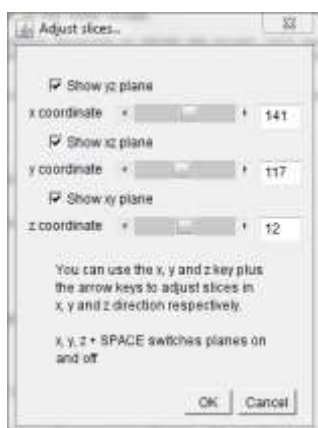 Adjust slices...
Show yz plane
x coordinate 141
Show xz plane
y coordinate 117
Show xy plane
z coordinate 12
You can use the x, y and z key plus
the arrow keys to adjust slices in
x, y and z direction respectively.
x, y, z + SPACE switches planes on
and off
OK Cancel